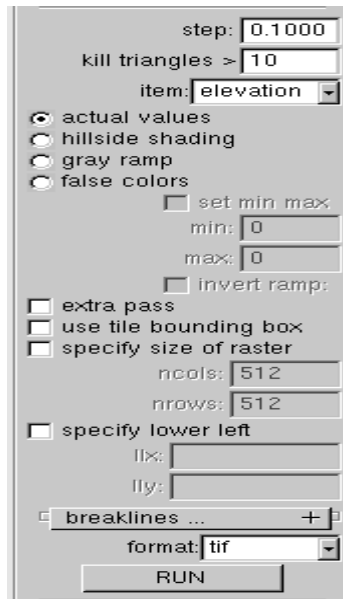 step: 0.1000
kill triangles > 10
item: elevation
actual values
hillside shading
gray ramp
false colors
set min max
min: 0
max: 0
invert ramp:
extra pass
use tile bounding box
specify size of raster
ncols: 512
nrows: 512
specify lower left
llx:
lly:
breaklines ... +
format: tif
RUN